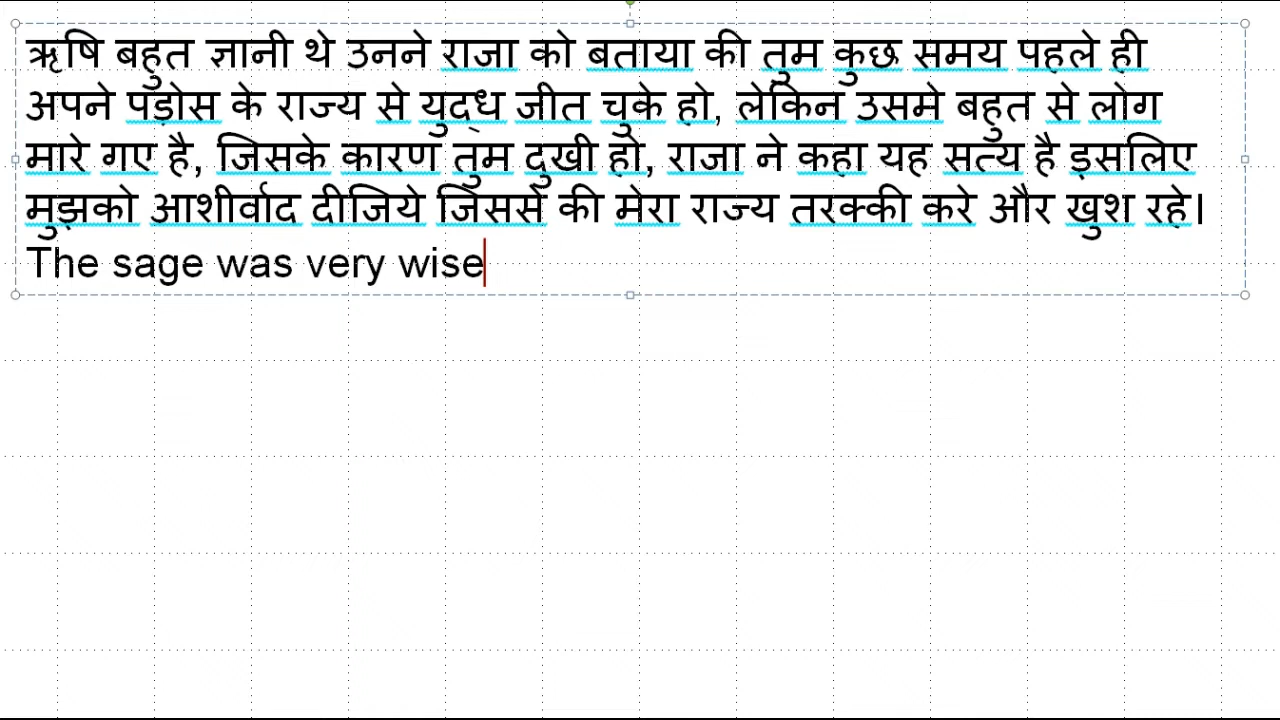 ऋषि बहुत ज्ञानी थे उनने राजा को बताया की तुम कुछ समय पहले ही
अपने पड़ोस के राज्य से युद्ध जीत चुके हो, लेकिन उसमे बहुत से लोग
मारे गए है, जिसके कारण तुम दुखी हो, राजा ने कहा यह सत्य है इसलिए
मुझको आशीर्वाद दीजिये जिससे की मेरा राज्य तरक्की करे और खुश रहे।
The sage was very wise